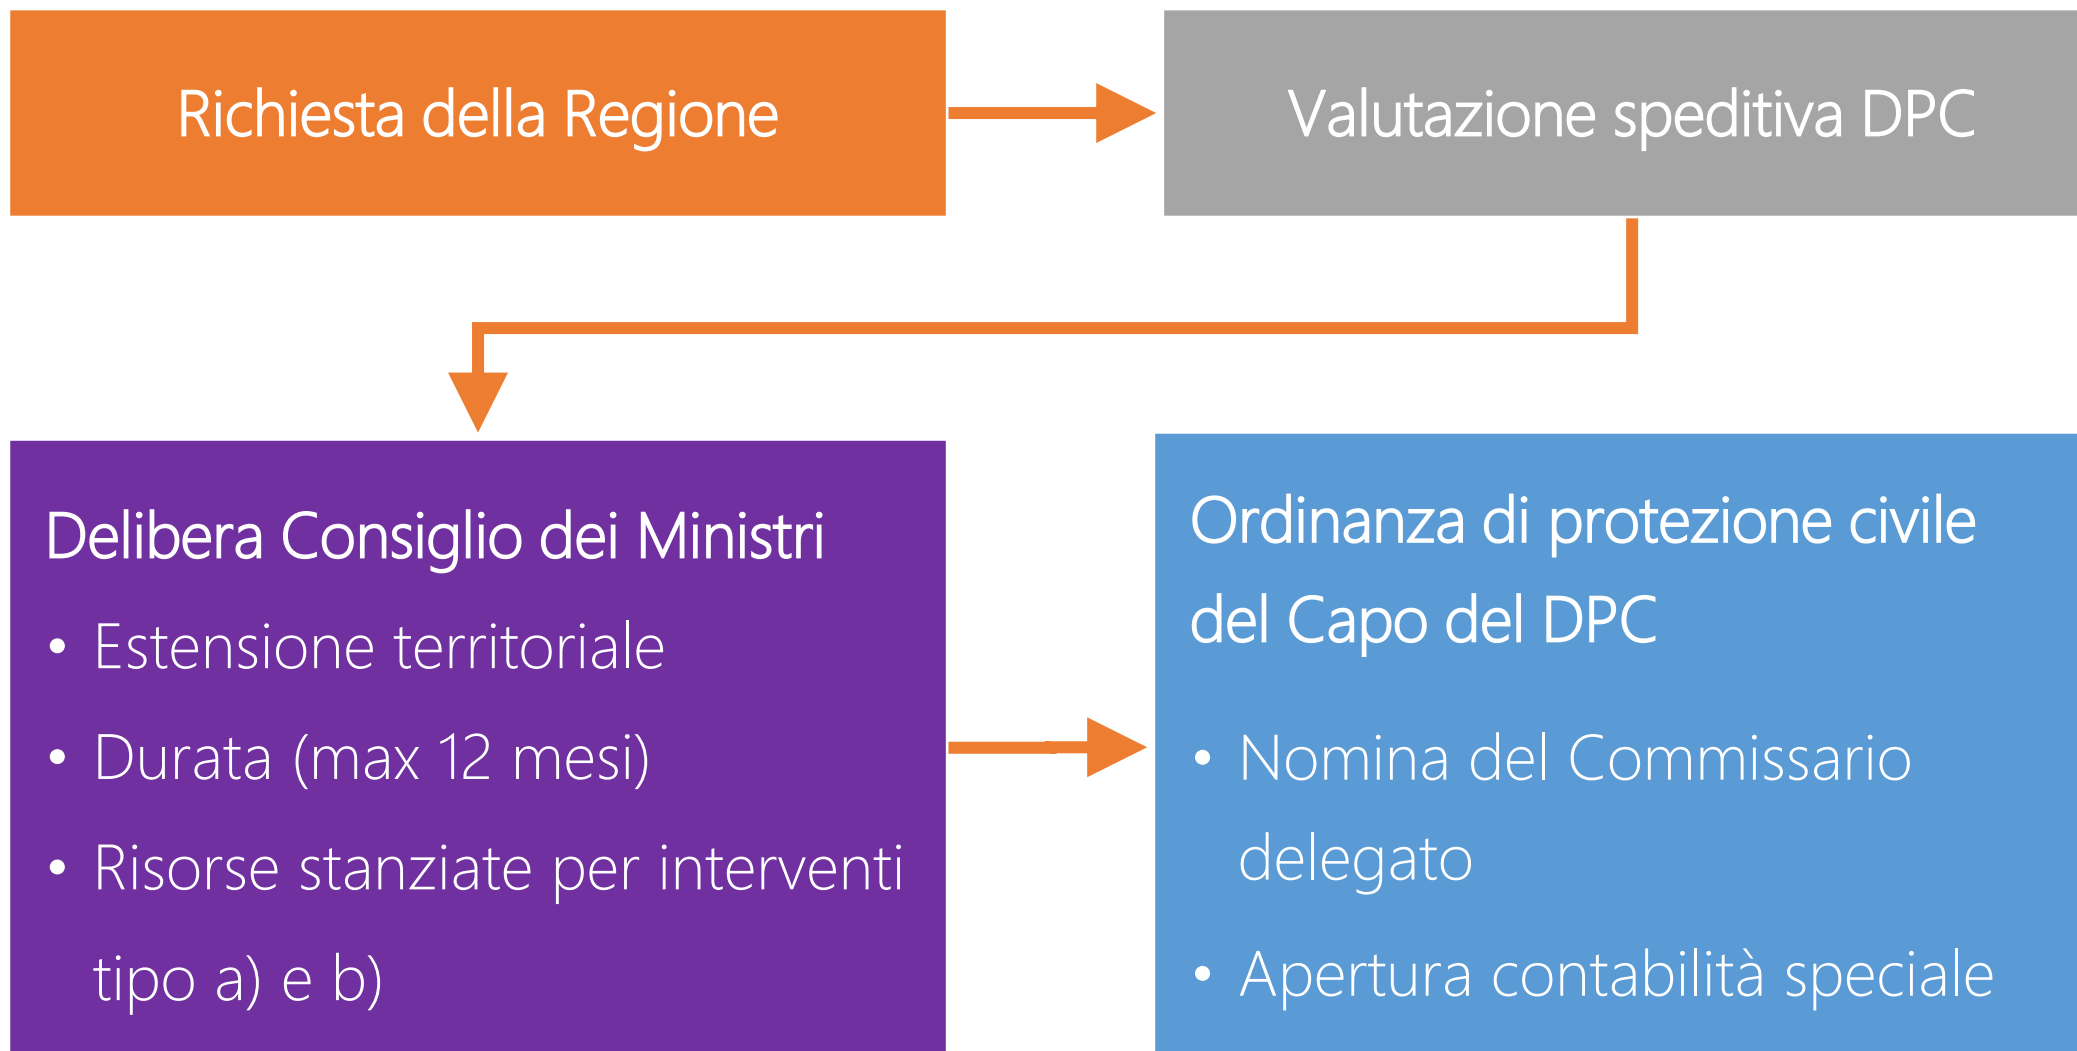 Richiesta della Regione
Valutazione speditiva DPC
Delibera Consiglio dei Ministri
• Estensione territoriale
• Durata (max 12 mesi)
• Risorse stanziate per interventi
tipo a) e b)
Ordinanza di protezione civile
del Capo del DPC
• Nomina del Commissario
delegato
• Apertura contabilità speciale